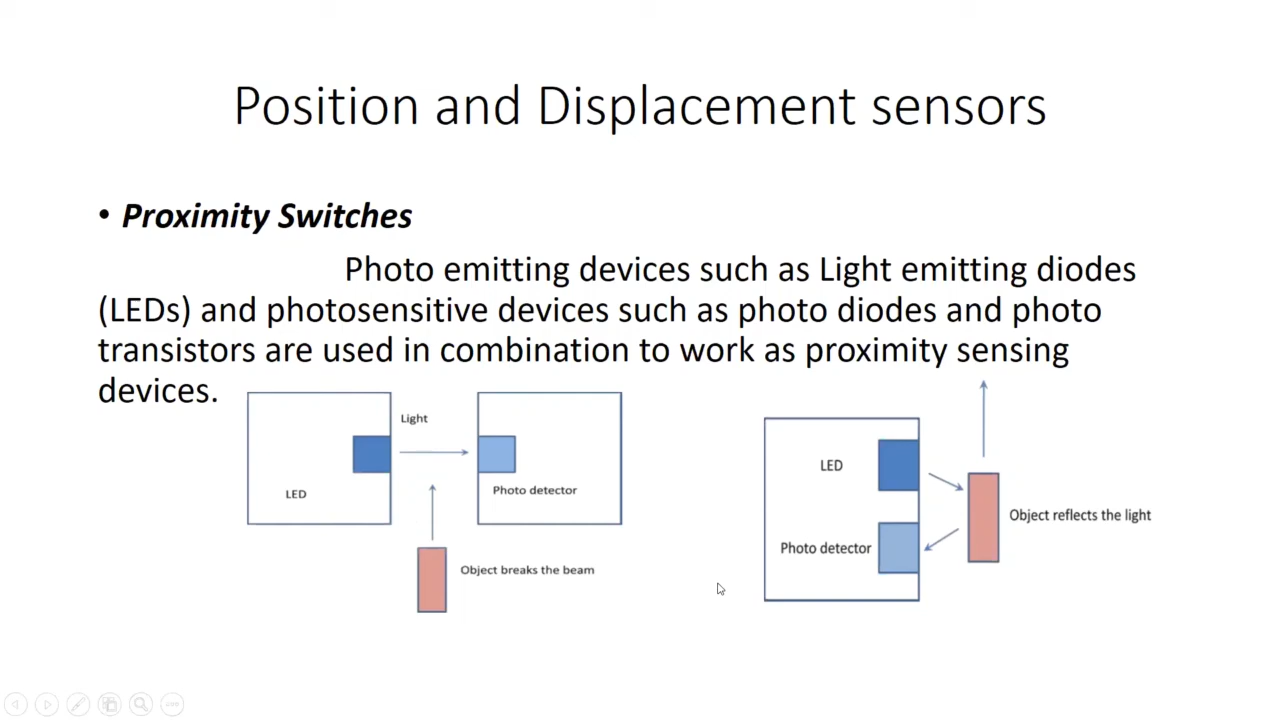 Position and Displacement sensors
• Proximity Switches
Photo emitting devices such as Light emitting diodes
(LEDs) and photosensitive devices such as photo diodes and photo
transistors are used in combination to work as proximity sensing
devices.
Light
LED
Photo detector
Object breaks the beam
LED
Photo detector
Object reflects the light